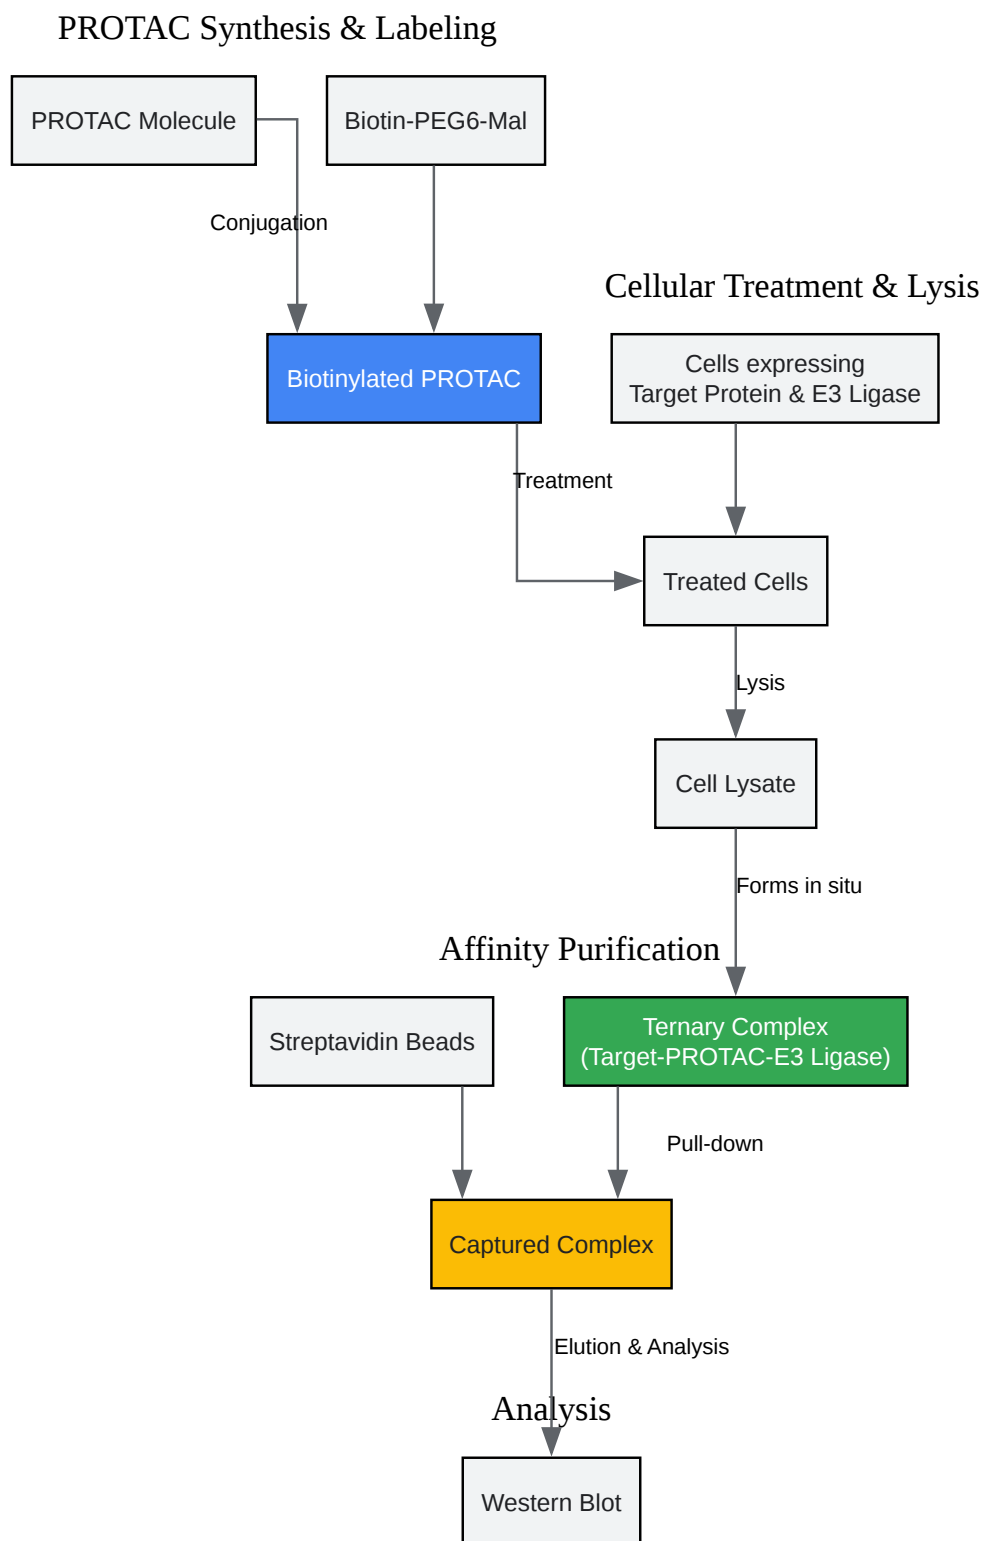 PROTAC Synthesis & Labeling
PROTAC Molecule
Biotin-PEG6-Mal
Conjugation
Cellular Treatment & Lysis
Biotinylated PROTAC
Cells expressing
Target Protein & E3 Ligase
Treatment
Treated Cells
Lysis
Cell Lysate
Forms in situ
Affinity Purification
Streptavidin Beads
Ternary Complex
(Target-PROTAC-E3 Ligase)
Pull-down
Captured Complex
Elution & Analysis
Analysis
Western Blot